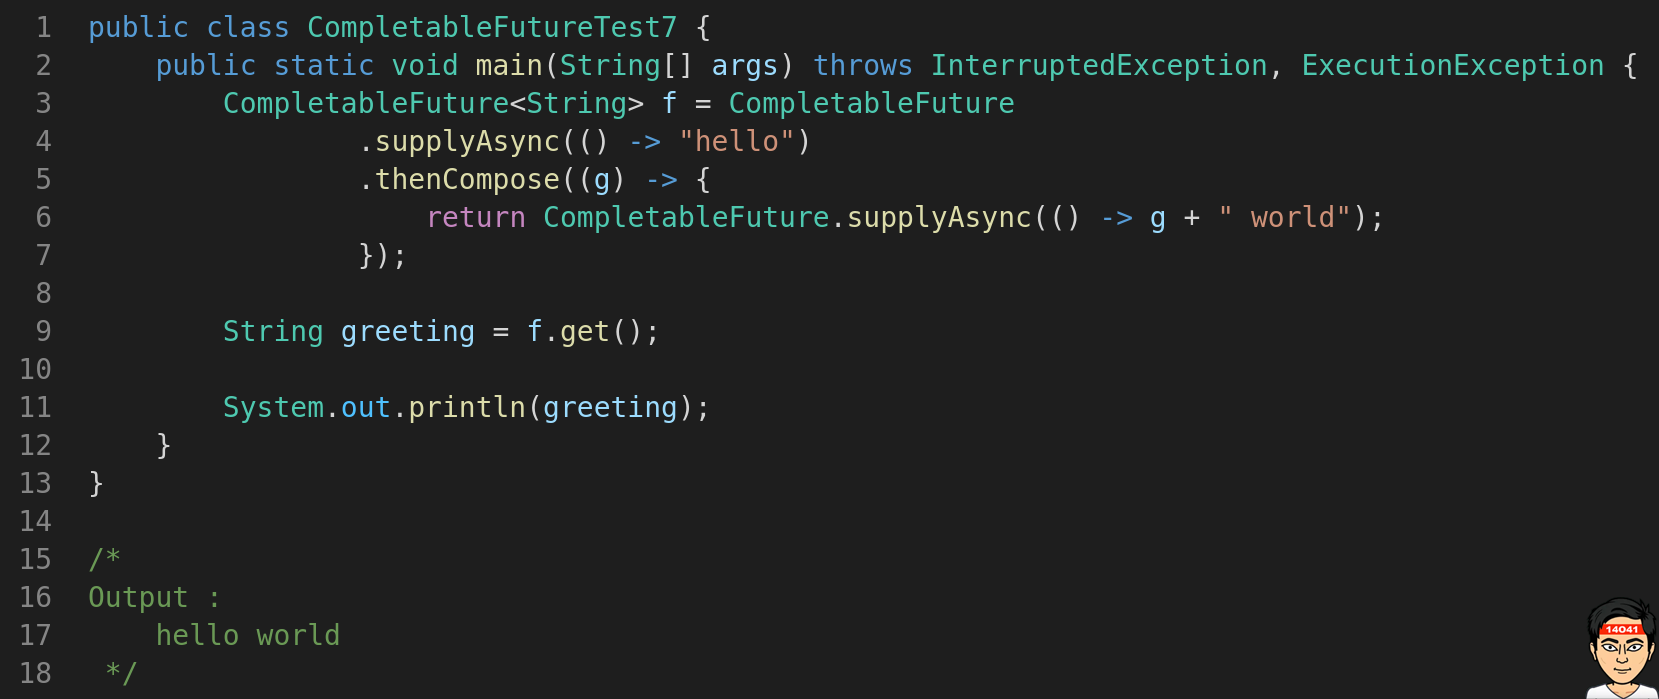 1 public class CompletableFutureTest7 {
2     public static void main(String[] args) throws InterruptedException, ExecutionException {
3         CompletableFuture<String> f = CompletableFuture
4                 .supplyAsync(() -> "hello")
5                 .thenCompose((g) -> {
6                     return CompletableFuture.supplyAsync(() -> g + " world");
7                 });
8
9         String greeting = f.get();
10
11         System.out.println(greeting);
12     }
13 }
14
15 /*
16 Output :
17     hello world
18  */
14041